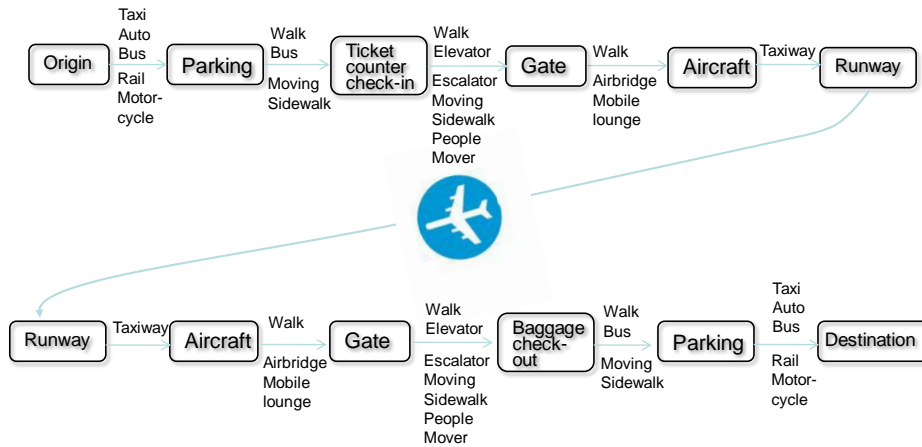 Taxi
Auto
Bus
Rail
Motor-
cycle
Origin
Parking
Walk
Bus
Moving
Sidewalk
Ticket
counter
check-in
Walk
Elevator
Escalator
Moving
Sidewalk
People
Mover
Gate
Walk
Airbridge
Mobile
lounge
Aircraft
Taxiway
Runway
Runway
Taxiway
Aircraft
Walk
Airbridge
Mobile
lounge
Gate
Walk
Elevator
Escalator
Moving
Sidewalk
People
Mover
Baggage
check-
out
Walk
Bus
Moving
Sidewalk
Parking
Taxi
Auto
Bus
Rail
Motor-
cycle
Destination